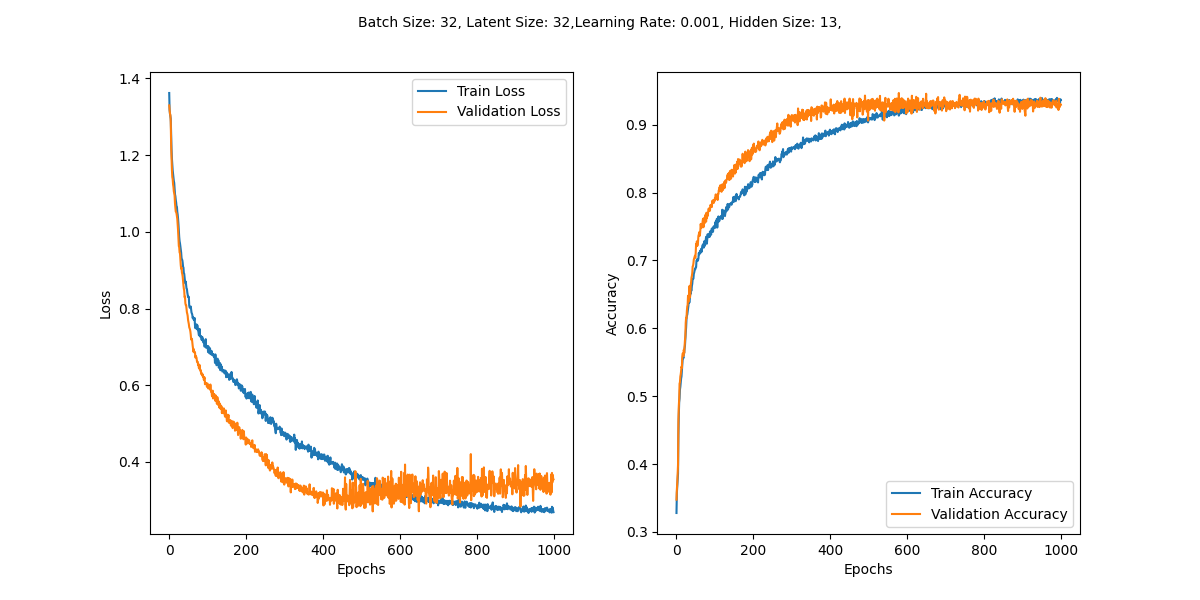 Batch Size: 32, Latent Size: 32,Learning Rate: 0.001, Hidden Size: 13,
1.4
1.2
1.0
0.8
0.6
0.4
Loss
0
200
400
600
800
1000
Epochs
Train Loss
Validation Loss
0.9
0.8
0.7
0.6
0.5
0.4
0.3
Accuracy
0
200
400
600
800
1000
Epochs
Train Accuracy
Validation Accuracy